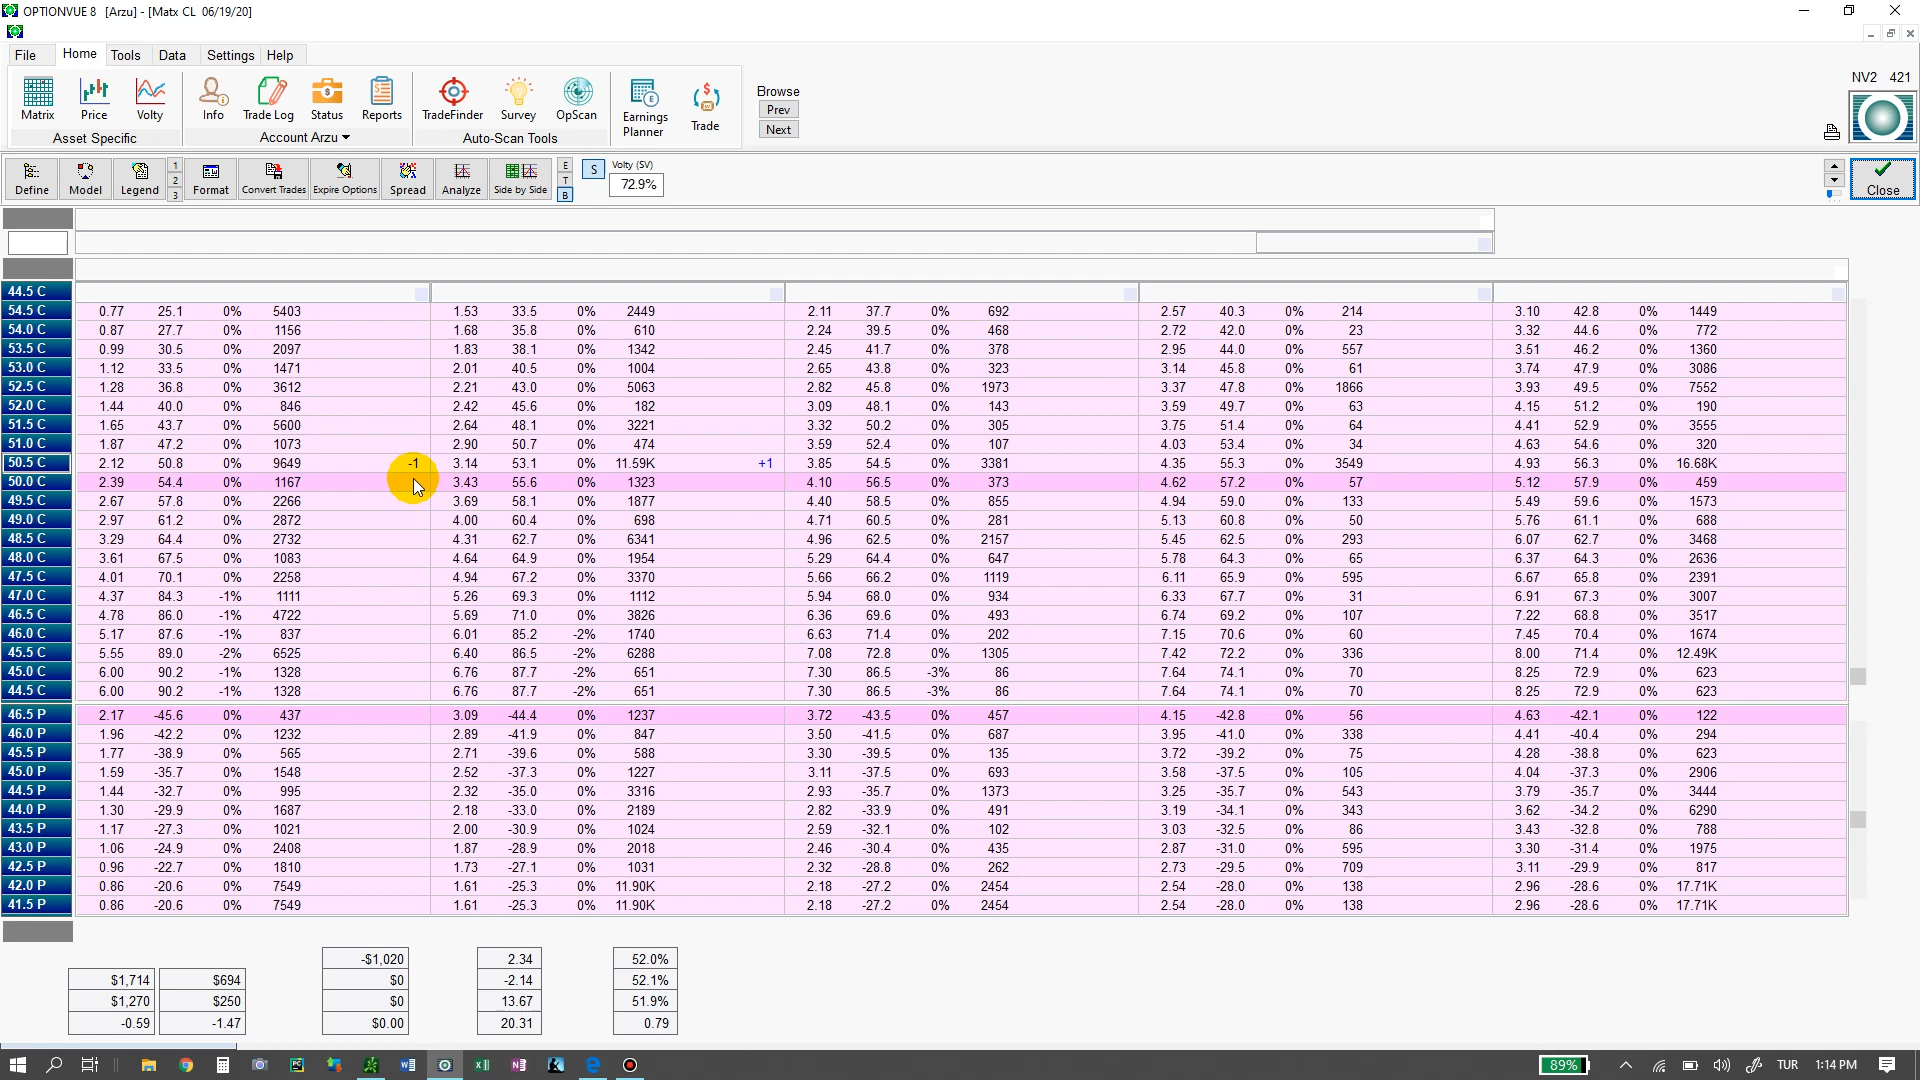 OPTIONVUE 8 [Arzu] - [Matx CL 06/19/20]
File Home Tools Data Settings Help
Matrix Price Volty Info Trade Log Status Reports TradeFinder Survey OpScan Earnings Planner Trade
Asset Specific Account Arzu Auto-Scan Tools
Browse
Prev
Next
NV2 421
Define Model Legend 1 2 3 Format Convert Trades Expire Options Spread Analyze Side by Side E T B S Volty (SV) 72.9% Close
44.5 C
54.5 C 0.77 25.1 0% 5403 1.53 33.5 0% 2449 2.11 37.7 0% 692 2.57 40.3 0% 214 3.10 42.8 0% 1449
54.0 C 0.87 27.7 0% 1156 1.68 35.8 0% 610 2.24 39.5 0% 468 2.72 42.0 0% 23 3.32 44.6 0% 772
53.5 C 0.99 30.5 0% 2097 1.83 38.1 0% 1342 2.45 41.7 0% 378 2.95 44.0 0% 557 3.51 46.2 0% 1360
53.0 C 1.12 33.5 0% 1471 2.01 40.5 0% 1004 2.65 43.8 0% 323 3.14 45.8 0% 61 3.74 47.9 0% 3086
52.5 C 1.28 36.8 0% 3612 2.21 43.0 0% 5063 2.82 45.8 0% 1973 3.37 47.8 0% 1866 3.93 49.5 0% 7552
52.0 C 1.44 40.0 0% 846 2.42 45.6 0% 182 3.09 48.1 0% 143 3.59 49.7 0% 63 4.15 51.2 0% 190
51.5 C 1.65 43.7 0% 5600 2.64 48.1 0% 3221 3.32 50.2 0% 305 3.75 51.4 0% 64 4.41 52.9 0% 3555
51.0 C 1.87 47.2 0% 1073 2.90 50.7 0% 474 3.59 52.4 0% 107 4.03 53.4 0% 34 4.63 54.6 0% 320
50.5 C 2.12 50.8 0% 9649 -1 3.14 53.1 0% 11.59K +1 3.85 54.5 0% 3381 4.35 55.3 0% 3549 4.93 56.3 0% 16.68K
50.0 C 2.39 54.4 0% 1167 3.43 55.6 0% 1323 4.10 56.5 0% 373 4.62 57.2 0% 57 5.12 57.9 0% 459
49.5 C 2.67 57.8 0% 2266 3.69 58.1 0% 1877 4.40 58.5 0% 855 4.94 59.0 0% 133 5.49 59.6 0% 1573
49.0 C 2.97 61.2 0% 2872 4.00 60.4 0% 698 4.71 60.5 0% 281 5.13 60.8 0% 50 5.76 61.1 0% 688
48.5 C 3.29 64.4 0% 2732 4.31 62.7 0% 6341 4.96 62.5 0% 2157 5.45 62.5 0% 293 6.07 62.7 0% 3468
48.0 C 3.61 67.5 0% 1083 4.64 64.9 0% 1954 5.29 64.4 0% 647 5.78 64.3 0% 65 6.37 64.3 0% 2636
47.5 C 4.01 70.1 0% 2258 4.94 67.2 0% 3370 5.66 66.2 0% 1119 6.11 65.9 0% 595 6.67 65.8 0% 2391
47.0 C 4.37 84.3 -1% 1111 5.26 69.3 0% 1112 5.94 68.0 0% 934 6.33 67.7 0% 31 6.91 67.3 0% 3007
46.5 C 4.78 86.0 -1% 4722 5.69 71.0 0% 3826 6.36 69.6 0% 493 6.74 69.2 0% 107 7.22 68.8 0% 3517
46.0 C 5.17 87.6 -1% 837 6.01 85.2 -2% 1740 6.63 71.4 0% 202 7.15 70.6 0% 60 7.45 70.4 0% 1674
45.5 C 5.55 89.0 -2% 6525 6.40 86.5 -2% 6288 7.08 72.8 0% 1305 7.42 72.2 0% 336 8.00 71.4 0% 12.49K
45.0 C 6.00 90.2 -1% 1328 6.76 87.7 -2% 651 7.30 86.5 -3% 86 7.64 74.1 0% 70 8.25 72.9 0% 623
44.5 C 6.00 90.2 -1% 1328 6.76 87.7 -2% 651 7.30 86.5 -3% 86 7.64 74.1 0% 70 8.25 72.9 0% 623
46.5 P 2.17 -45.6 0% 437 3.09 -44.4 0% 1237 3.72 -43.5 0% 457 4.15 -42.8 0% 56 4.63 -42.1 0% 122
46.0 P 1.96 -42.2 0% 1232 2.89 -41.9 0% 847 3.50 -41.5 0% 687 3.95 -41.0 0% 338 4.41 -40.4 0% 294
45.5 P 1.77 -38.9 0% 565 2.71 -39.6 0% 588 3.30 -39.5 0% 135 3.72 -39.2 0% 75 4.28 -38.8 0% 623
45.0 P 1.59 -35.7 0% 1548 2.52 -37.3 0% 1227 3.11 -37.5 0% 693 3.58 -37.5 0% 105 4.04 -37.3 0% 2906
44.5 P 1.44 -32.7 0% 995 2.32 -35.0 0% 3316 2.93 -35.7 0% 1373 3.25 -35.7 0% 543 3.79 -35.7 0% 3444
44.0 P 1.30 -29.9 0% 1687 2.18 -33.0 0% 2189 2.82 -33.9 0% 491 3.19 -34.1 0% 343 3.62 -34.2 0% 6290
43.5 P 1.17 -27.3 0% 1021 2.00 -30.9 0% 1024 2.59 -32.1 0% 102 3.03 -32.5 0% 86 3.43 -32.8 0% 788
43.0 P 1.06 -24.9 0% 2408 1.87 -28.9 0% 2018 2.46 -30.4 0% 435 2.87 -31.0 0% 595 3.30 -31.4 0% 1975
42.5 P 0.96 -22.7 0% 1810 1.73 -27.1 0% 1031 2.32 -28.8 0% 262 2.73 -29.5 0% 709 3.11 -29.9 0% 817
42.0 P 0.86 -20.6 0% 7549 1.61 -25.3 0% 11.90K 2.18 -27.2 0% 2454 2.54 -28.0 0% 138 2.96 -28.6 0% 17.71K
41.5 P 0.86 -20.6 0% 7549 1.61 -25.3 0% 11.90K 2.18 -27.2 0% 2454 2.54 -28.0 0% 138 2.96 -28.6 0% 17.71K
-$1,020 2.34 52.0%
$1,714 $694 $0 -2.14 52.1%
$1,270 $250 $0 13.67 51.9%
-0.59 -1.47 $0.00 20.31 0.79
89% TUR 1:14 PM